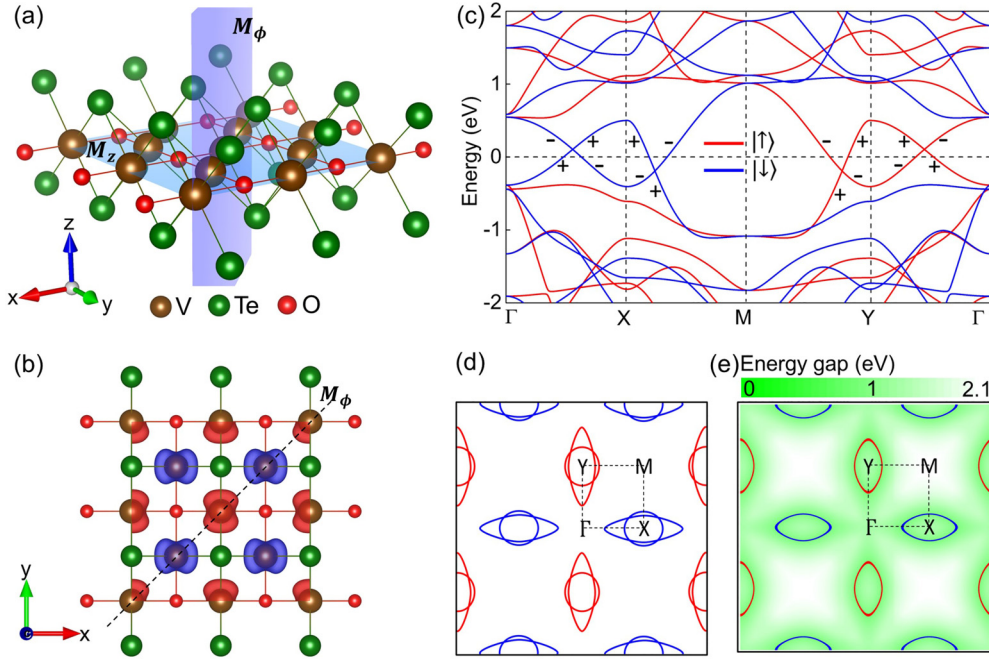 (a)
M_ϕ
M_z
z
x
y
V Te O
(b)
M_ϕ
y
x
(c)
Energy (eV)
2
1
0
-1
-2
|↑⟩
|↓⟩
- + + -
+ - - +
- + + -
- + - +
Γ X M Y Γ
(d)
Y M
Γ X
(e) Energy gap (eV)
0 1 2.1
Y M
Γ X